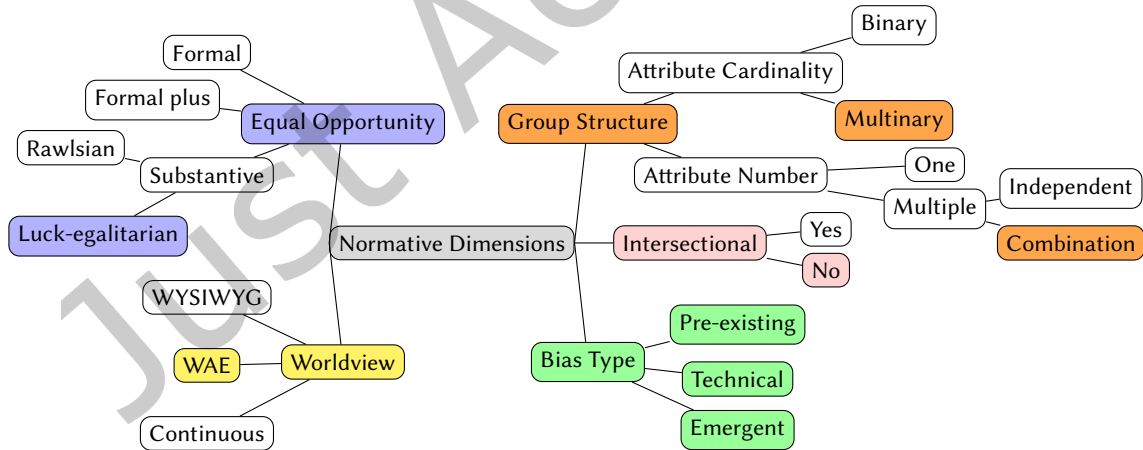 Just Ac
Formal
Formal plus
Equal Opportunity
Rawlsian
Substantive
Luck-egalitarian
Normative Dimensions
WYSIWYG
WAE
Worldview
Continuous
Binary
Attribute Cardinality
Group Structure
Multinary
Attribute Number
One
Independent
Multiple
Combination
Intersectional
Yes
No
Pre-existing
Bias Type
Technical
Emergent